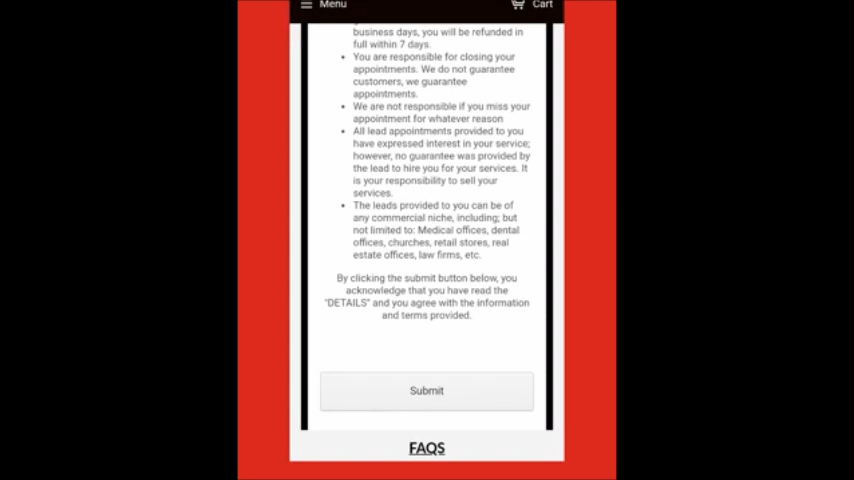 Menu
Cart
business days, you will be refunded in
full within 7 days.
• You are responsible for closing your
appointments. We do not guarantee
customers, we guarantee
appointments.
• We are not responsible if you miss your
appointment for whatever reason
• All lead appointments provided to you
have expressed interest in your service;
however, no guarantee was provided by
the lead to hire you for your services. It
is your responsibility to sell your
services.
• The leads provided to you can be of
any commercial niche, including; but
not limited to: Medical offices, dental
offices, churches, retail stores, real
estate offices, law firms, etc.
By clicking the submit button below, you
acknowledge that you have read the
"DETAILS" and you agree with the information
and terms provided.
Submit
FAQS